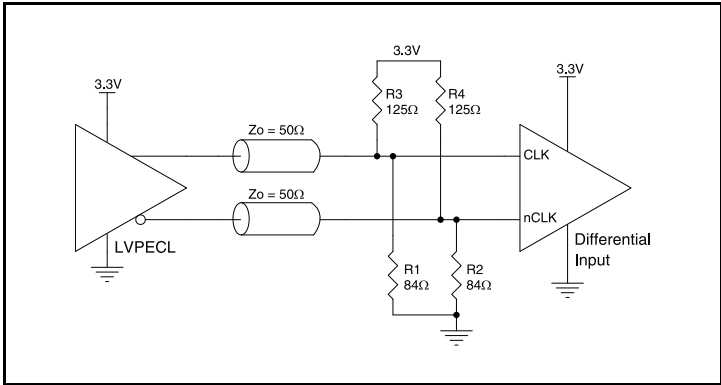 3.3V
3.3V
3.3V
R3
125Ω
R4
125Ω
Zo = 50Ω
CLK
Zo = 50Ω
nCLK
LVPECL
Differential
Input
R1
84Ω
R2
84Ω